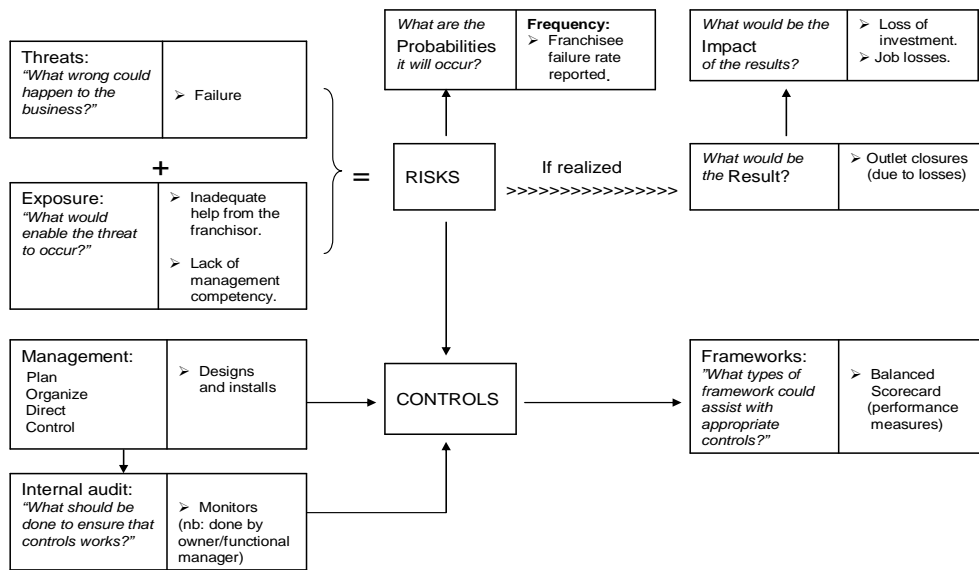 Threats:
“What wrong could
happen to the
business?”
➢ Failure
+
Exposure:
“What would
enable the threat
to occur?”
➢ Inadequate
help from the
franchisor.
➢ Lack of
management
competency.
=
RISKS
What are the
Probabilities
it will occur?
Frequency:
➢ Franchisee
failure rate
reported.
If realized
>>>>>>>>>>>>>>>>>
What would be the
Impact
of the results?
➢ Loss of
investment.
➢ Job losses.
What would be
the Result?
➢ Outlet closures
(due to losses)
Management:
Plan
Organize
Direct
Control
➢ Designs
and installs
CONTROLS
Frameworks:
"What types of
framework could
assist with
appropriate
controls?”
➢ Balanced
Scorecard
(performance
measures)
Internal audit:
“What should be
done to ensure that
controls works?”
➢ Monitors
(nb: done by
owner/functional
manager)